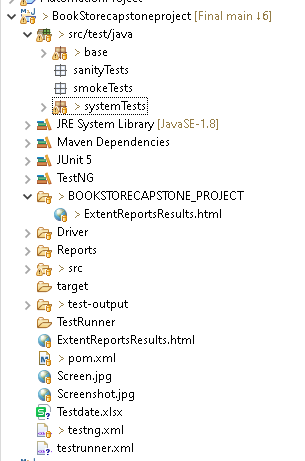 BookStorecapstoneproject [Final main ↓6]
> src/test/java
> base
sanityTests
smokeTests
> systemTests
JRE System Library [JavaSE-1.8]
Maven Dependencies
JUnit 5
TestNG
> BOOKSTORECAPSTONE_PROJECT
> ExtentReportsResults.html
Driver
Reports
> src
target
> test-output
TestRunner
ExtentReportsResults.html
> pom.xml
Screen.jpg
Screenshot.jpg
Testdate.xlsx
> testng.xml
testrunner.xml